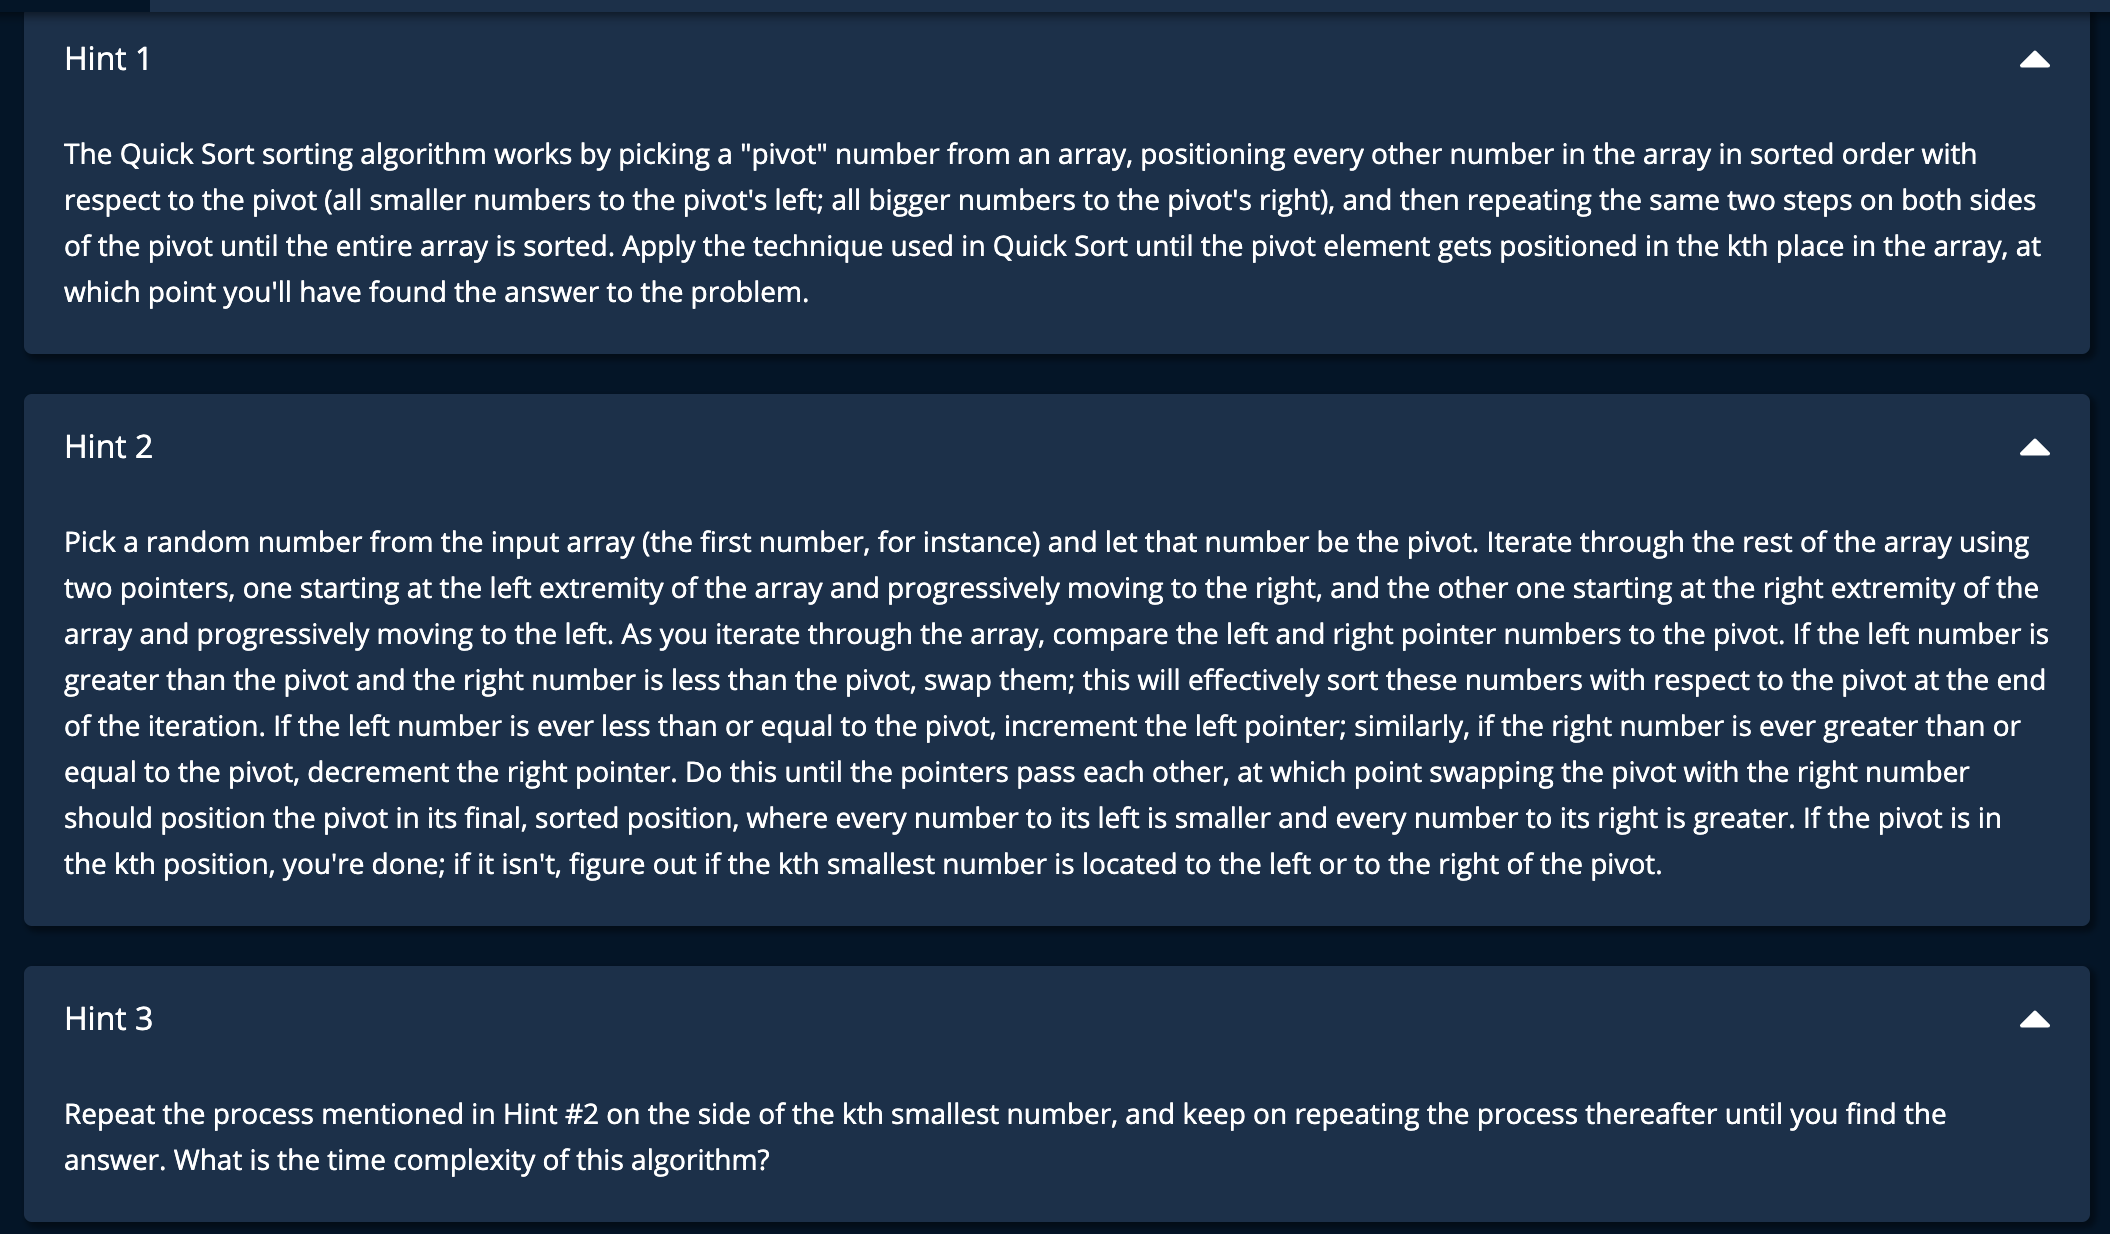 Hint 1
The Quick Sort sorting algorithm works by picking a "pivot" number from an array, positioning every other number in the array in sorted order with
respect to the pivot (all smaller numbers to the pivot's left; all bigger numbers to the pivot's right), and then repeating the same two steps on both sides
of the pivot until the entire array is sorted. Apply the technique used in Quick Sort until the pivot element gets positioned in the kth place in the array, at
which point you'll have found the answer to the problem.
Hint 2
Pick a random number from the input array (the first number, for instance) and let that number be the pivot. Iterate through the rest of the array using
two pointers, one starting at the left extremity of the array and progressively moving to the right, and the other one starting at the right extremity of the
array and progressively moving to the left. As you iterate through the array, compare the left and right pointer numbers to the pivot. If the left number is
greater than the pivot and the right number is less than the pivot, swap them; this will effectively sort these numbers with respect to the pivot at the end
of the iteration. If the left number is ever less than or equal to the pivot, increment the left pointer; similarly, if the right number is ever greater than or
equal to the pivot, decrement the right pointer. Do this until the pointers pass each other, at which point swapping the pivot with the right number
should position the pivot in its final, sorted position, where every number to its left is smaller and every number to its right is greater. If the pivot is in
the kth position, you're done; if it isn't, figure out if the kth smallest number is located to the left or to the right of the pivot.
Hint 3
Repeat the process mentioned in Hint #2 on the side of the kth smallest number, and keep on repeating the process thereafter until you find the
answer. What is the time complexity of this algorithm?